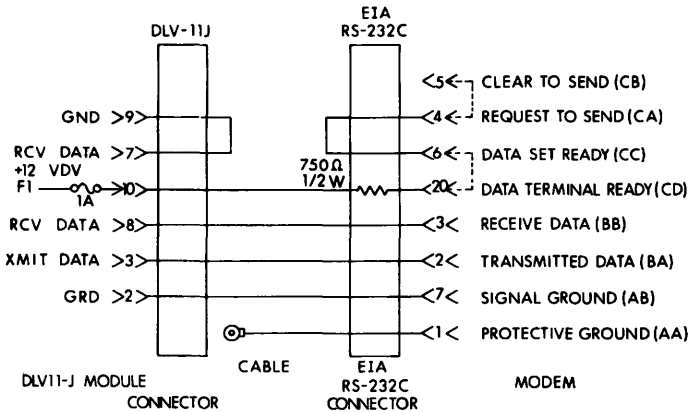 EIA
DLV-11J RS-232C
<5< CLEAR TO SEND (CB)
GND >9> <4< REQUEST TO SEND (CA)
RCV DATA >7> <6< DATA SET READY (CC)
+12 VDV 750Ω
F1 1/2 W
1A >10> <20< DATA TERMINAL READY (CD)
RCV DATA >8> <3< RECEIVE DATA (BB)
XMIT DATA >3> <2< TRANSMITTED DATA (BA)
GRD >2> <7< SIGNAL GROUND (AB)
<1< PROTECTIVE GROUND (AA)
CABLE EIA
DLV11-J MODULE RS-232C MODEM
CONNECTOR CONNECTOR